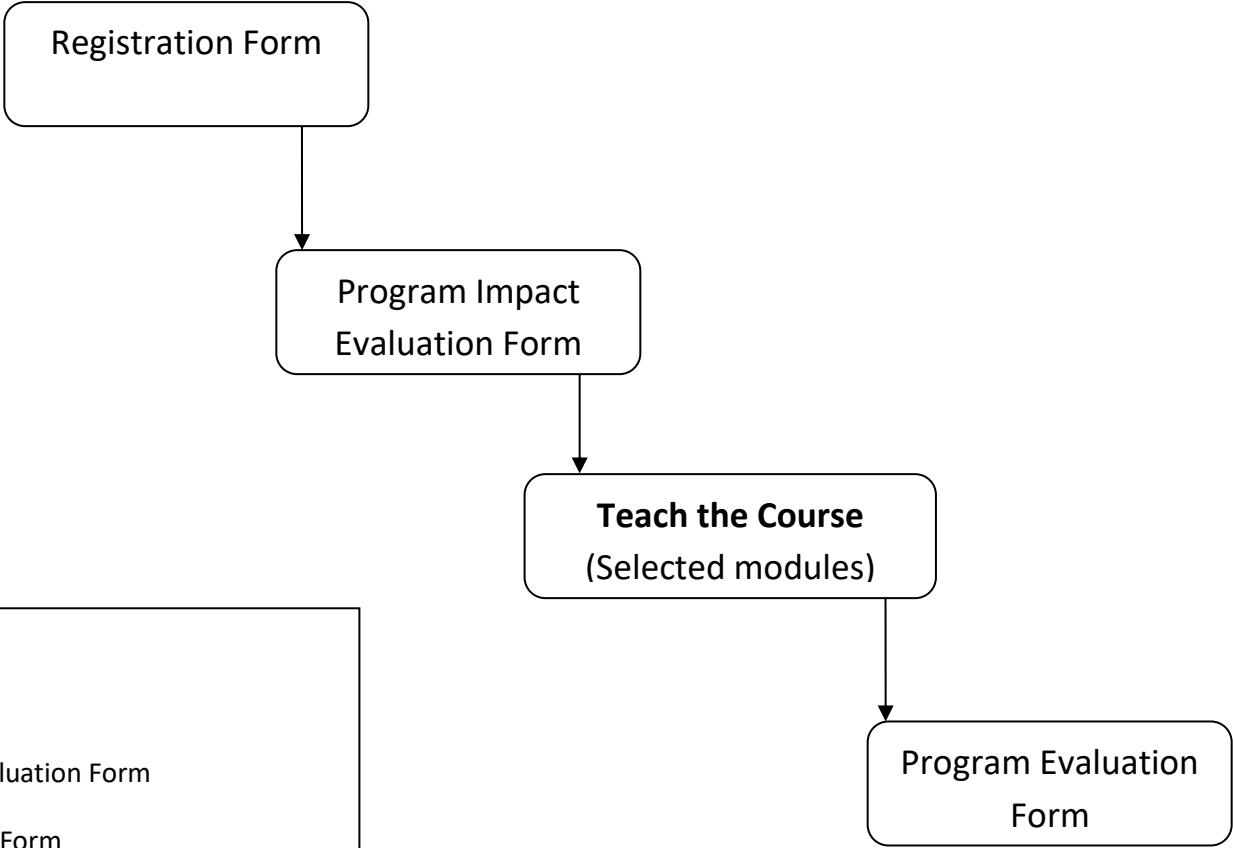 Registration Form
Program Impact
Evaluation Form
Teach the Course
(Selected modules)
Program Evaluation
Form
luation Form
Form